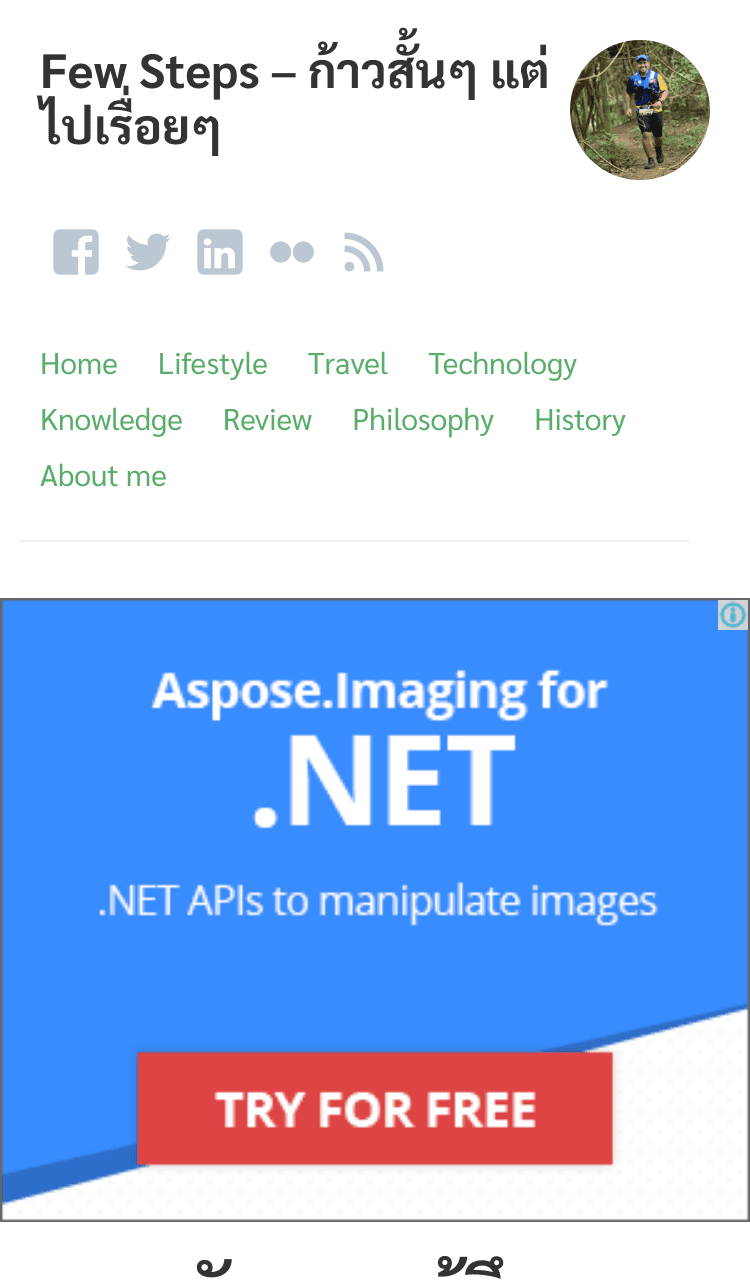 Few Steps – ก้าวสั้นๆ แต่
ไปเรื่อยๆ
Home Lifestyle Travel Technology
Knowledge Review Philosophy History
About me
Aspose.Imaging for
.NET
.NET APIs to manipulate images
TRY FOR FREE